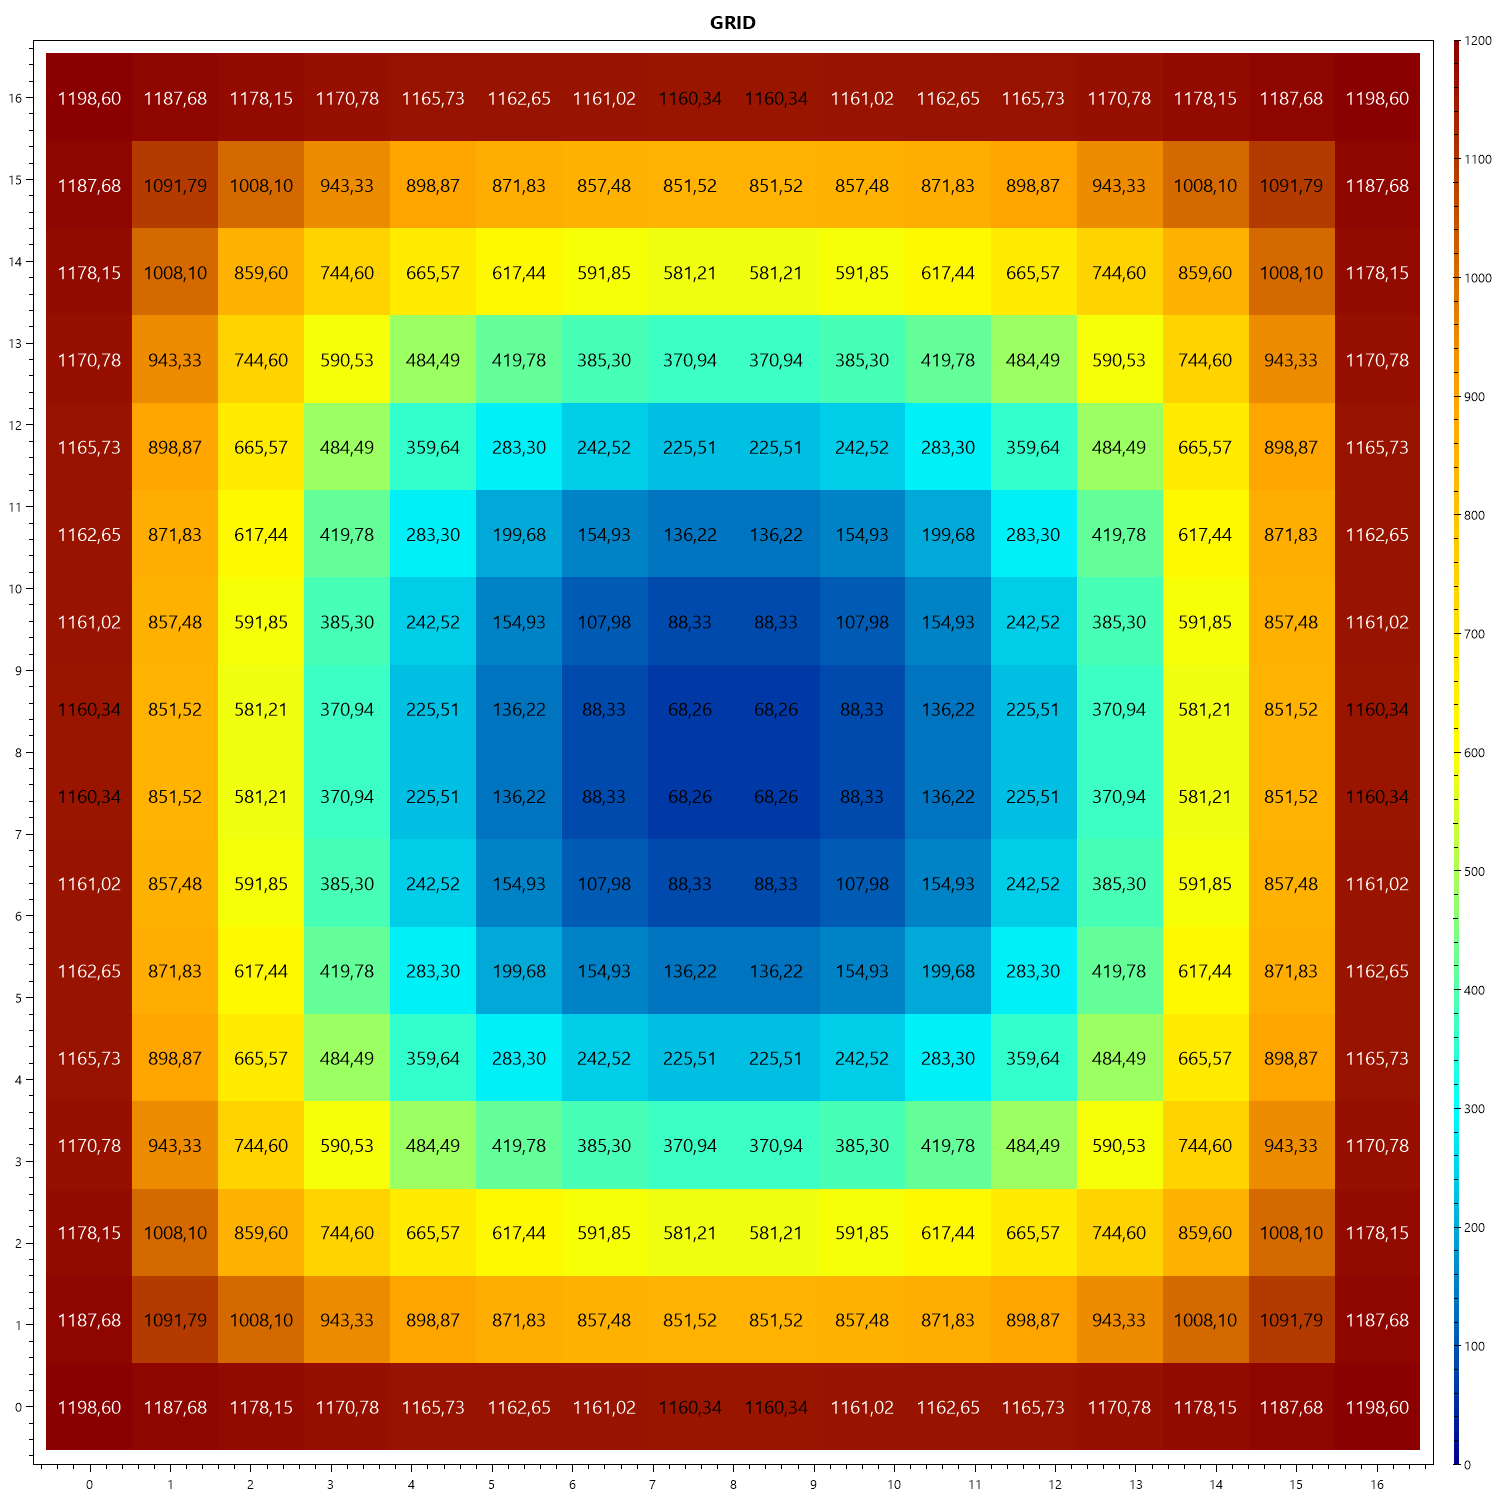 GRID
1200
16 1198,60 1187,68 1178,15 1170,78 1165,73 1162,65 1161,02 1160,34 1160,34 1161,02 1162,65 1165,73 1170,78 1178,15 1187,68 1198,60
1100
15 1187,68 1091,79 1008,10 943,33 898,87 871,83 857,48 851,52 851,52 857,48 871,83 898,87 943,33 1008,10 1091,79 1187,68
14 1178,15 1008,10 859,60 744,60 665,57 617,44 591,85 581,21 581,21 591,85 617,44 665,57 744,60 859,60 1008,10 1178,15
1000
13 1170,78 943,33 744,60 590,53 484,49 419,78 385,30 370,94 370,94 385,30 419,78 484,49 590,53 744,60 943,33 1170,78
900
12 1165,73 898,87 665,57 484,49 359,64 283,30 242,52 225,51 225,51 242,52 283,30 359,64 484,49 665,57 898,87 1165,73
11
800
1162,65 871,83 617,44 419,78 283,30 199,68 154,93 136,22 136,22 154,93 199,68 283,30 419,78 617,44 871,83 1162,65
10
1161,02 857,48 591,85 385,30 242,52 154,93 107,98 88,33 88,33 107,98 154,93 242,52 385,30 591,85 857,48 1161,02
700
9
1160,34 851,52 581,21 370,94 225,51 136,22 88,33 68,26 68,26 88,33 136,22 225,51 370,94 581,21 851,52 1160,34
8
600
1160,34 851,52 581,21 370,94 225,51 136,22 88,33 68,26 68,26 88,33 136,22 225,51 370,94 581,21 851,52 1160,34
7
500
1161,02 857,48 591,85 385,30 242,52 154,93 107,98 88,33 88,33 107,98 154,93 242,52 385,30 591,85 857,48 1161,02
6
1162,65 871,83 617,44 419,78 283,30 199,68 154,93 136,22 136,22 154,93 199,68 283,30 419,78 617,44 871,83 1162,65
400
5
1165,73 898,87 665,57 484,49 359,64 283,30 242,52 225,51 225,51 242,52 283,30 359,64 484,49 665,57 898,87 1165,73
4
300
1170,78 943,33 744,60 590,53 484,49 419,78 385,30 370,94 370,94 385,30 419,78 484,49 590,53 744,60 943,33 1170,78
3
200
1178,15 1008,10 859,60 744,60 665,57 617,44 591,85 581,21 581,21 591,85 617,44 665,57 744,60 859,60 1008,10 1178,15
2
1 1187,68 1091,79 1008,10 943,33 898,87 871,83 857,48 851,52 851,52 857,48 871,83 898,87 943,33 1008,10 1091,79 1187,68
100
0 1198,60 1187,68 1178,15 1170,78 1165,73 1162,65 1161,02 1160,34 1160,34 1161,02 1162,65 1165,73 1170,78 1178,15 1187,68 1198,60
0
0 1 2 3 4 5 6 7 8 9 10 11 12 13 14 15 16